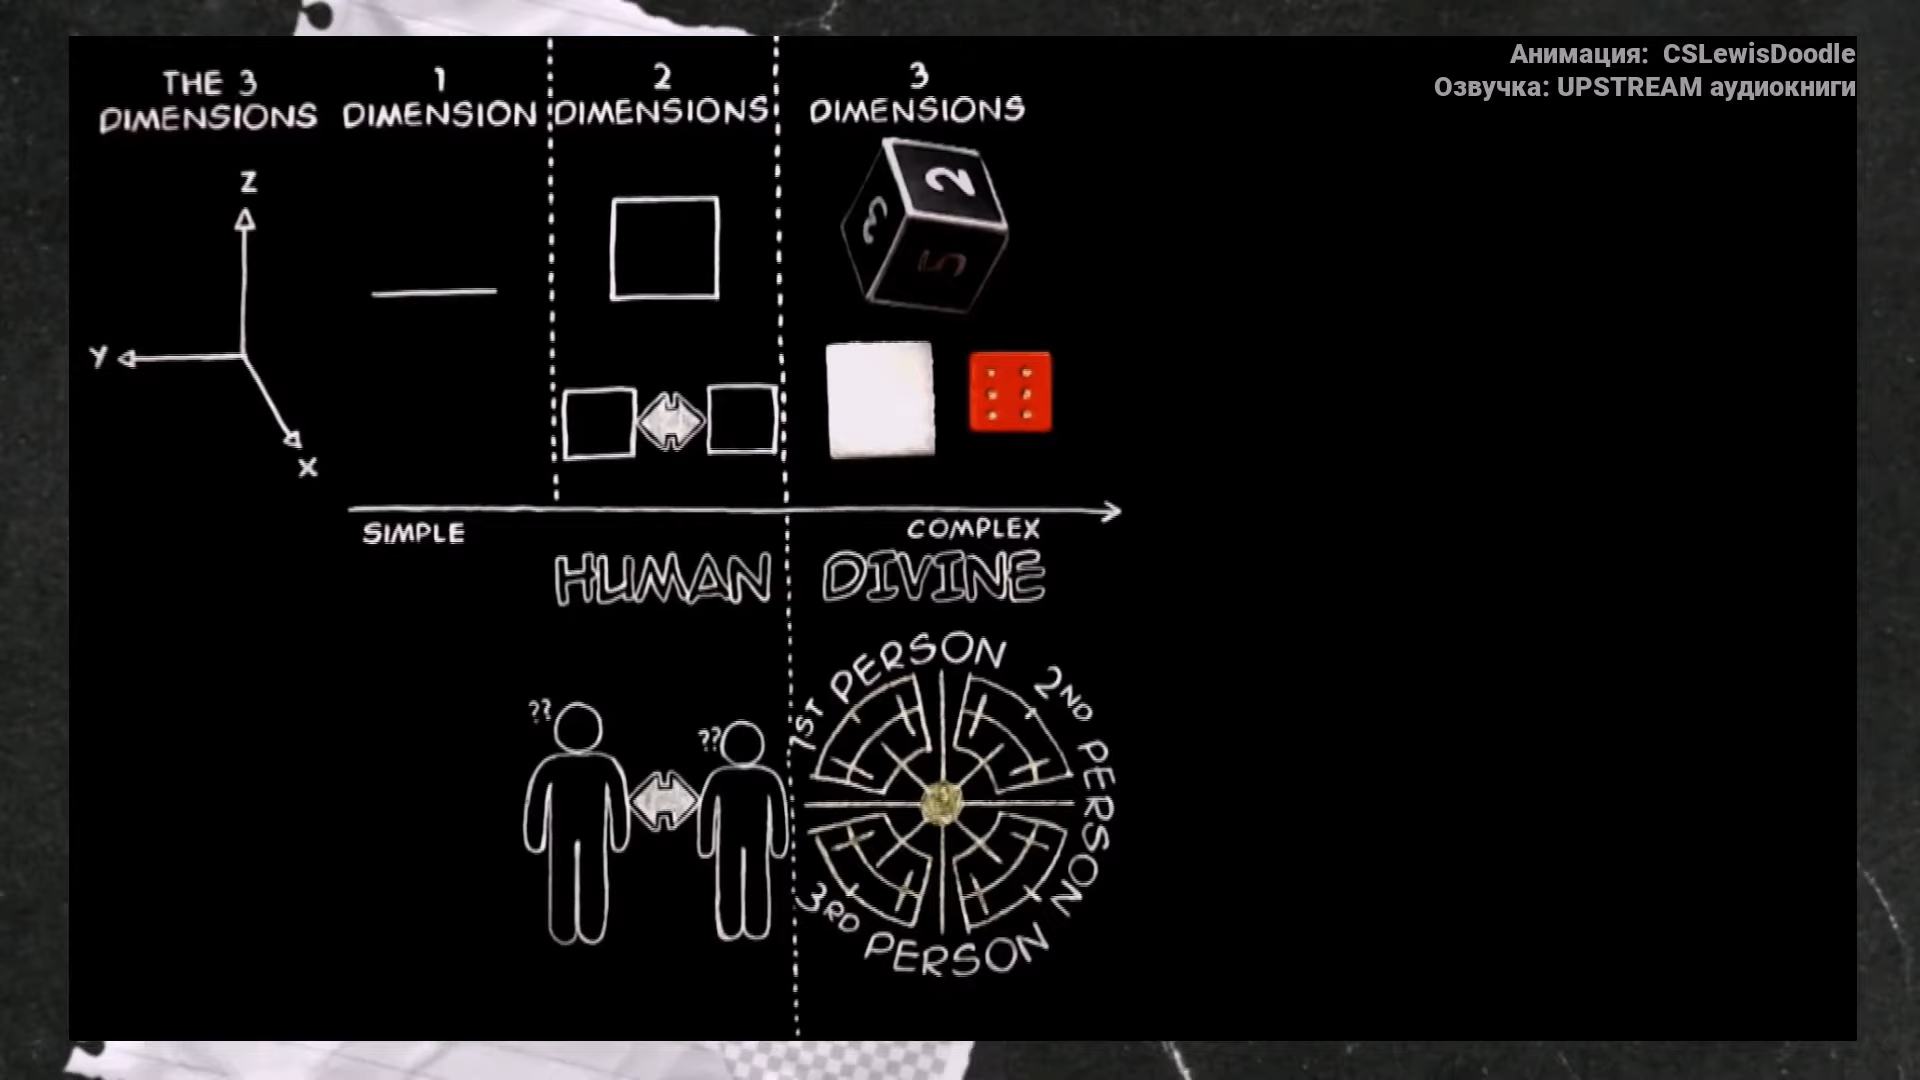 Анимация: CSLewisDoodle
Озвучка: UPSTREAM аудиокниги
THE 3
DIMENSIONS
1
DIMENSION
2
DIMENSIONS
3
DIMENSIONS
Z
Y
X
2
3
5
SIMPLE
COMPLEX
HUMAN
DIVINE
??
??
1ST PERSON
2ND PERSON
3RD PERSON